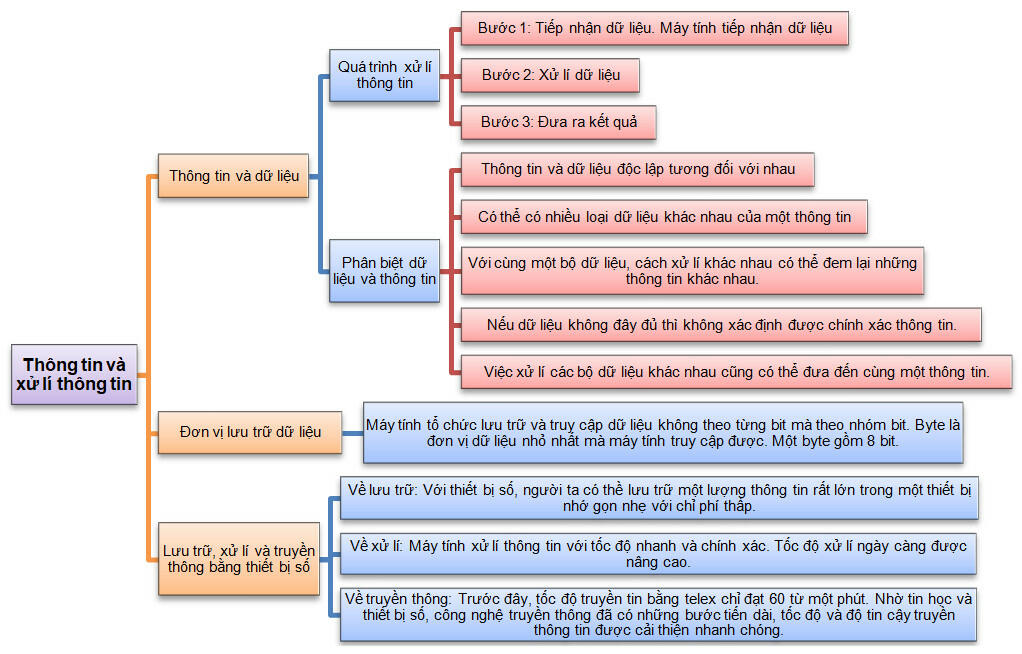 Thông tin và
xử lí thông tin
Thông tin và dữ liệu
Quá trình xử lí
thông tin
Bước 1: Tiếp nhận dữ liệu. Máy tính tiếp nhận dữ liệu
Bước 2: Xử lí dữ liệu
Bước 3: Đưa ra kết quả
Phân biệt dữ
liệu và thông tin
Thông tin và dữ liệu độc lập tương đối với nhau
Có thể có nhiều loại dữ liệu khác nhau của một thông tin
Với cùng một bộ dữ liệu, cách xử lí khác nhau có thể đem lại những
thông tin khác nhau.
Nếu dữ liệu không đây đủ thì không xác định được chính xác thông tin.
Việc xử lí các bộ dữ liệu khác nhau cũng có thể đưa đến cùng một thông tin.
Đơn vị lưu trữ dữ liệu
Máy tính tổ chức lưu trữ và truy cập dữ liệu không theo từng bit mà theo nhóm bit. Byte là
đơn vị dữ liệu nhỏ nhất mà máy tính truy cập được. Một byte gồm 8 bit.
Lưu trữ, xử lí và truyền
thông bằng thiết bị số
Về lưu trữ: Với thiết bị số, người ta có thề lưu trữ một lượng thông tin rất lớn trong một thiết bị
nhớ gọn nhẹ với chỉ phí thấp.
Về xử lí: Máy tính xử lí thông tin với tốc độ nhanh và chính xác. Tốc độ xử lí ngày càng được
nâng cao.
Về truyền thông: Trước đây, tốc độ truyền tin bằng telex chỉ đạt 60 từ một phút. Nhờ tin học và
thiết bị số, công nghệ truyền thông đã có những bước tiến dài, tốc độ và độ tin cậy truyền
thông tin được cải thiện nhanh chóng.